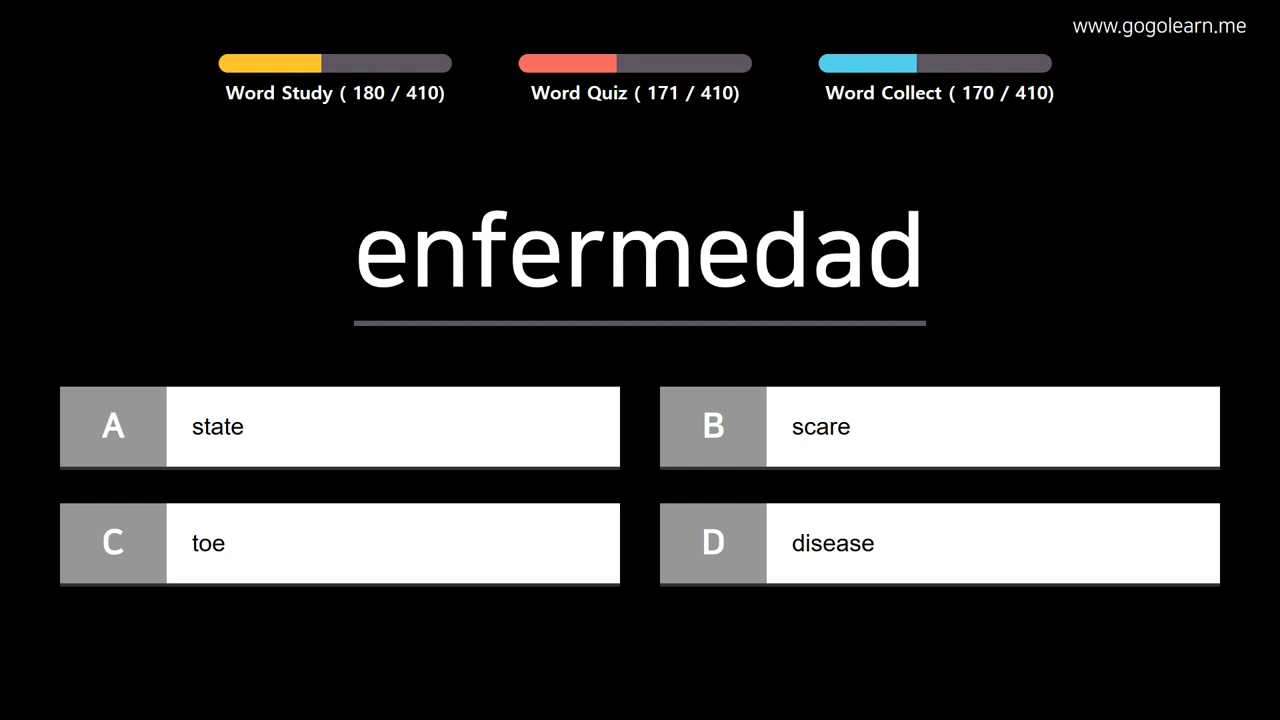 www.gogolearn.me
Word Study ( 180 / 410)
Word Quiz ( 171 / 410)
Word Collect ( 170 / 410)
enfermedad
A state
B scare
C toe
D disease